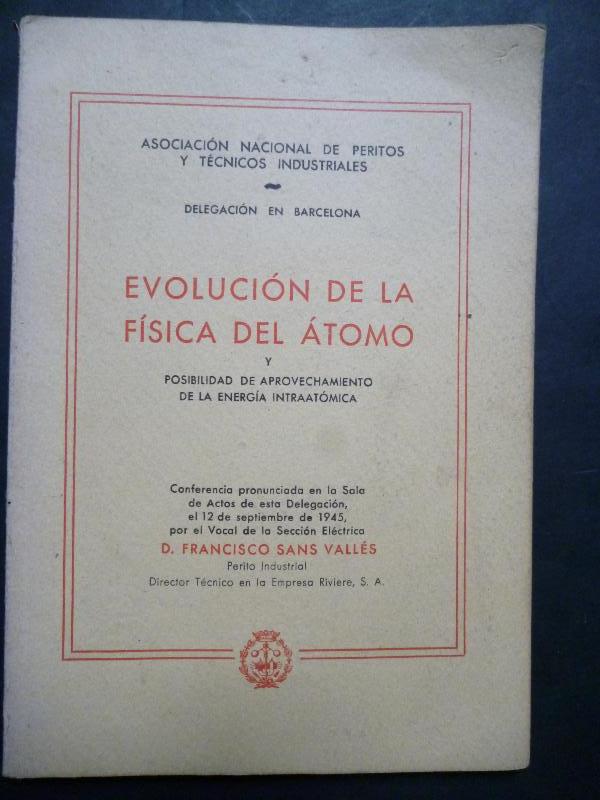 ASOCIACIÓN NACIONAL DE PERITOS
Y TÉCNICOS INDUSTRIALES
DELEGACIÓN EN BARCELONA
EVOLUCIÓN DE LA
FÍSICA DEL ÁTOMO
Y
POSIBILIDAD DE APROVECHAMIENTO
DE LA ENERGÍA INTRAATÓMICA
Conferencia pronunciada en la Sala
de Actos de esta Delegación,
el 12 de septiembre de 1945,
por el Vocal de la Sección Eléctrica
D. FRANCISCO SANS VALLÉS
Perito Industrial
Director Técnico en la Empresa Riviere, S. A.